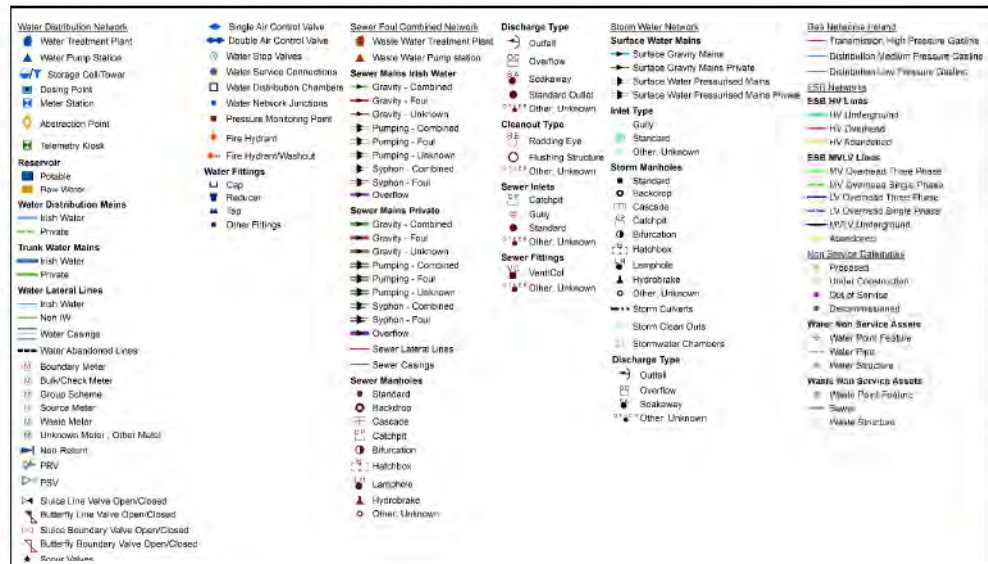 Water Distribution Network
Water Treatment Plant
Water Pump Station
Storage Cell/Tower
Dosing Point
Meter Station
Abstraction Point
Telemetry Kiosk
Reservoir
Potable
Raw Water
Water Distribution Mains
Irish Water
Private
Trunk Water Mains
Irish Water
Private
Water Lateral Lines
Irish Water
Non IW
Water Casings
Water Abandoned Lines
Boundary Meter
Bulk/Check Meter
Group Scheme
Source Meter
Waste Meter
Unknown Meter ; Other Meter
Non Return
PRV
PSV
Sluice Line Valve Open/Closed
Butterfly Line Valve Open/Closed
Sluice Boundary Valve Open/Closed
Butterfly Boundary Valve Open/Closed
Scour Valves
Single Air Control Valve
Double Air Control Valve
Water Stop Valves
Water Service Connections
Water Distribution Chambers
Water Network Junctions
Pressure Monitoring Point
Fire Hydrant
Fire Hydrant/Washout
Water Fittings
Cap
Reducer
Tap
Other Fittings
Sewer Foul Combined Network
Waste Water Treatment Plant
Waste Water Pump station
Sewer Mains Irish Water
Gravity - Combined
Gravity - Foul
Gravity - Unknown
Pumping - Combined
Pumping - Foul
Pumping - Unknown
Syphon - Combined
Syphon - Foul
Overflow
Sewer Mains Private
Gravity - Combined
Gravity - Foul
Gravity - Unknown
Pumping - Combined
Pumping - Foul
Pumping - Unknown
Syphon - Combined
Syphon - Foul
Overflow
Sewer Lateral Lines
Sewer Casings
Sewer Manholes
Standard
Backdrop
Cascade
Catchpit
Bifurcation
Hatchbox
Lamphole
Hydrobrake
Other, Unknown
Discharge Type
Outfall
Overflow
Soakaway
Standard Outlet
Other, Unknown
Cleanout Type
Rodding Eye
Flushing Structure
Other, Unknown
Sewer Inlets
Catchpit
Gully
Standard
Other, Unknown
Sewer Fittings
Vent/Col
Other, Unknown
Storm Water Network
Surface Water Mains
Surface Gravity Mains
Surface Gravity Mains Private
Surface Water Pressurised Mains
Surface Water Pressurised Mains Private
Inlet Type
Gully
Standard
Other, Unknown
Storm Manholes
Standard
Backdrop
Cascade
Catchpit
Bifurcation
Hatchbox
Lamphole
Hydrobrake
Other, Unknown
Storm Culverts
Storm Clean Outs
Stormwater Chambers
Discharge Type
Outfall
Overflow
Soakaway
Other, Unknown
Gas Networks Ireland
Transmission High Pressure Gasline
Distribution Medium Pressure Gasline
Distribution Low Pressure Gasline
ESB Networks
ESB HV Lines
HV Underground
HV Overhead
HV Abandoned
ESB MVLV Lines
MV Overhead Three Phase
MV Overhead Single Phase
LV Overhead Three Phase
LV Overhead Single Phase
MVLV Underground
Abandoned
Non Service Categories
Proposed
Under Construction
Out of Service
Decommissioned
Water Non Service Assets
Water Point Feature
Water Pipe
Water Structure
Waste Non Service Assets
Waste Point Feature
Sewer
Waste Structure